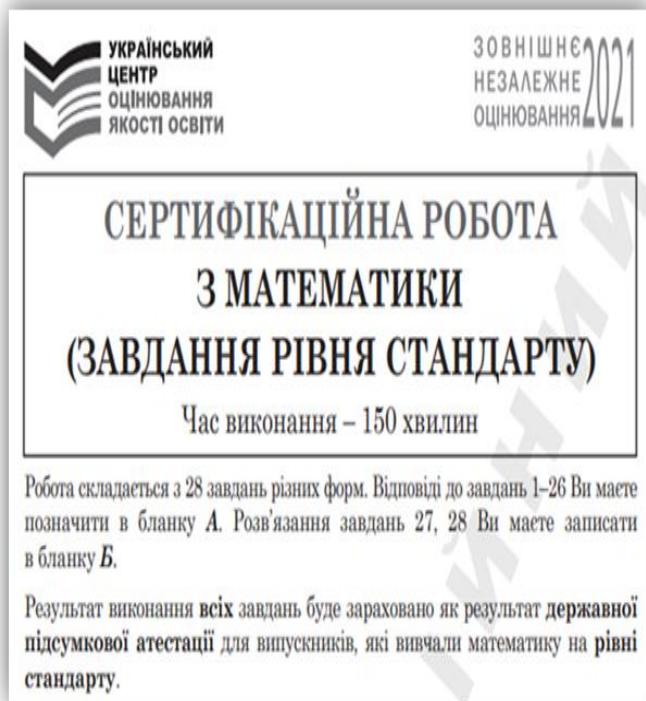 УКРАЇНСЬКИЙ
ЦЕНТР
ОЦІНЮВАННЯ
ЯКОСТІ ОСВІТИ
ЗОВНІШНЄ
НЕЗАЛЕЖНЕ
ОЦІНЮВАННЯ 2021
СЕРТИФІКАЦІЙНА РОБОТА
З МАТЕМАТИКИ
(ЗАВДАННЯ РІВНЯ СТАНДАРТУ)
Час виконання – 150 хвилин
Робота складається з 28 завдань різних форм. Відповіді до завдань 1–26 Ви маєте
позначити в бланку А. Розв’язання завдань 27, 28 Ви маєте записати
в бланку Б.
Результат виконання всіх завдань буде зараховано як результат державної
підсумкової атестації для випускників, які вивчали математику на рівні
стандарту.